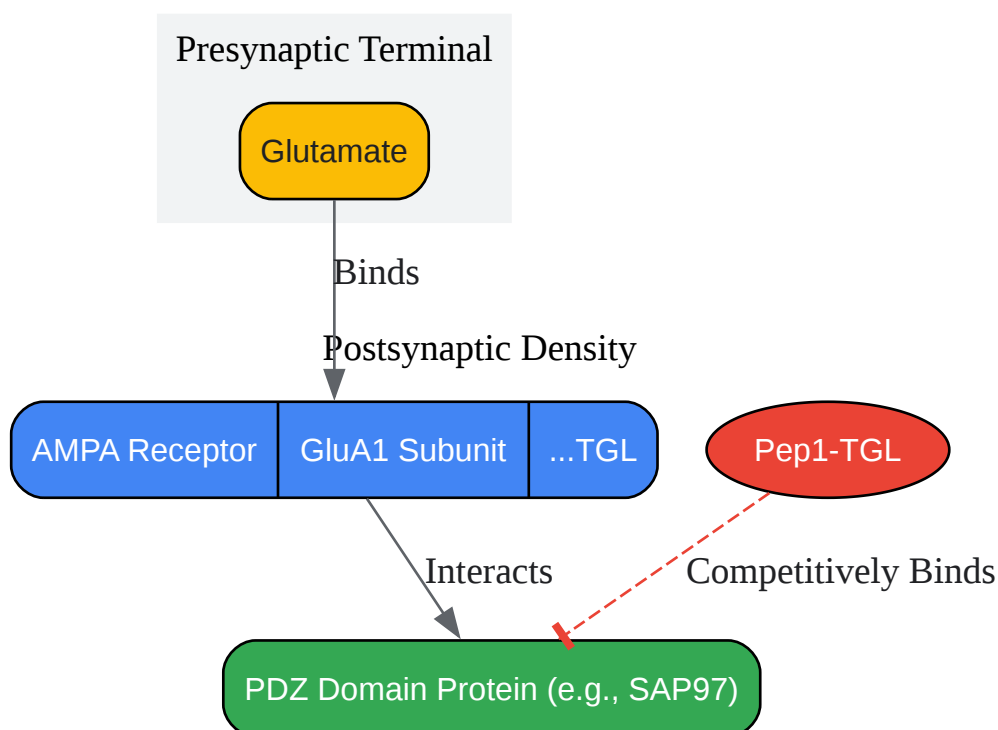 Presynaptic Terminal
Glutamate
Binds
Postsynaptic Density
AMPA Receptor
GluA1 Subunit
...TGL
Pep1-TGL
Interacts
Competitively Binds
PDZ Domain Protein (e.g., SAP97)